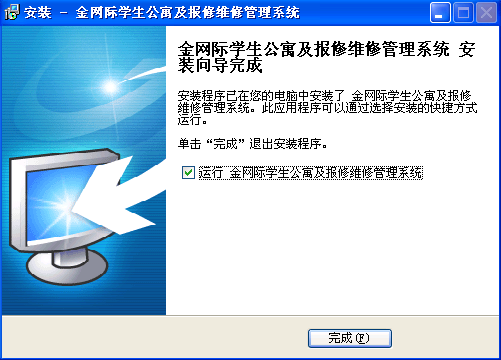 安装 - 金网际学生公寓及报修维修管理系统
金网际学生公寓及报修维修管理系统 安
装向导完成
安装程序已在您的电脑中安装了 金网际学生公寓及报修
维修管理系统。此应用程序可以通过选择安装的快捷方式
运行。
单击“完成”退出安装程序。
运行 金网际学生公寓及报修维修管理系统
完成(F)